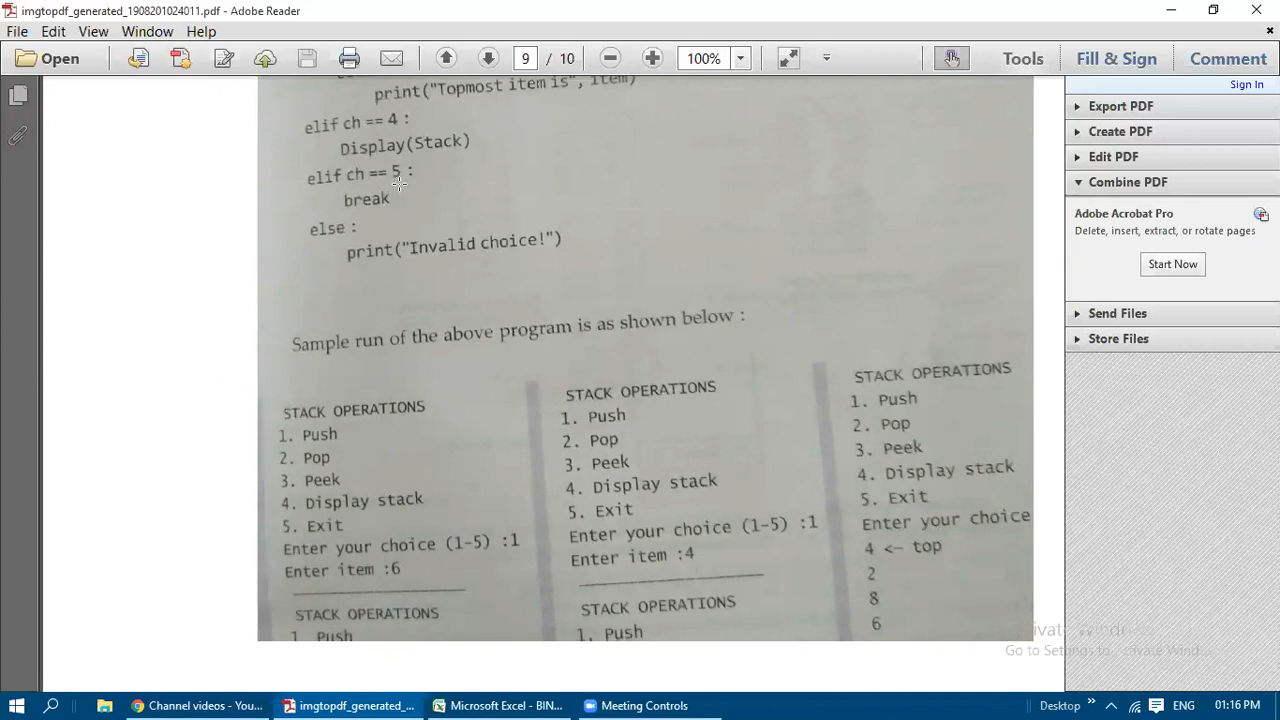 imgtopdf_generated_1908201024011.pdf - Adobe Reader
File Edit View Window Help
Open 9 / 10 100% Tools Fill & Sign Comment
Sign In
Export PDF
Create PDF
Edit PDF
Combine PDF
Adobe Acrobat Pro
Delete, insert, extract, or rotate pages
Start Now
Send Files
Store Files
print("Topmost item is", item)
elif ch == 4 :
Display(Stack)
elif ch == 5 :
break
else :
print("Invalid choice!")
Sample run of the above program is as shown below :
STACK OPERATIONS
1. Push
2. Pop
3. Peek
4. Display stack
5. Exit
Enter your choice (1-5) :1
Enter item :6
STACK OPERATIONS
1 Push
STACK OPERATIONS
1. Push
2. Pop
3. Peek
4. Display stack
5. Exit
Enter your choice (1-5) :1
Enter item :4
STACK OPERATIONS
1. Push
STACK OPERATIONS
1. Push
2. Pop
3. Peek
4. Display stack
5. Exit
Enter your choice
4 <- top
2
8
6
Go to Settings to Activate Wind...
Channel videos - You... imgtopdf_generated_... Microsoft Excel - BIN... Meeting Controls Desktop ENG 01:16 PM